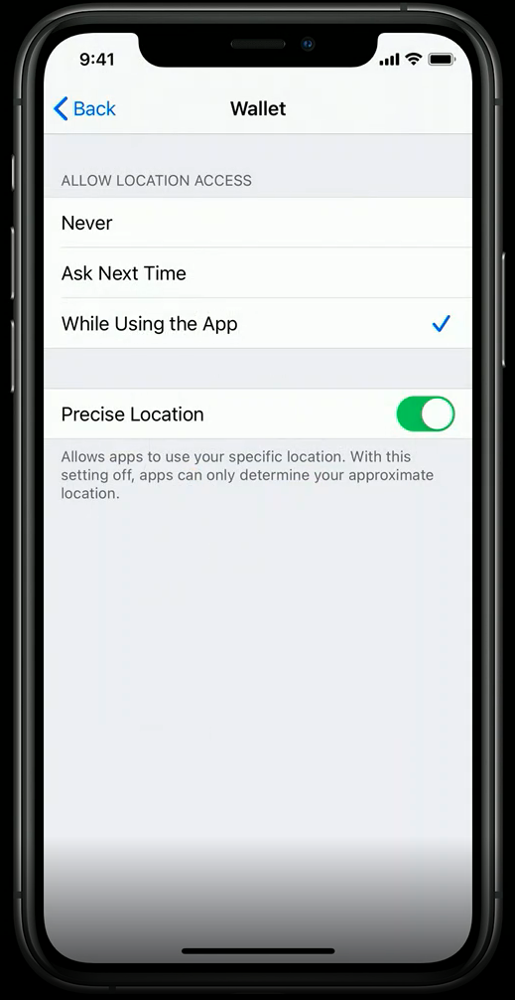 9:41
Back
Wallet
ALLOW LOCATION ACCESS
Never
Ask Next Time
While Using the App
Precise Location
Allows apps to use your specific location. With this
setting off, apps can only determine your approximate
location.